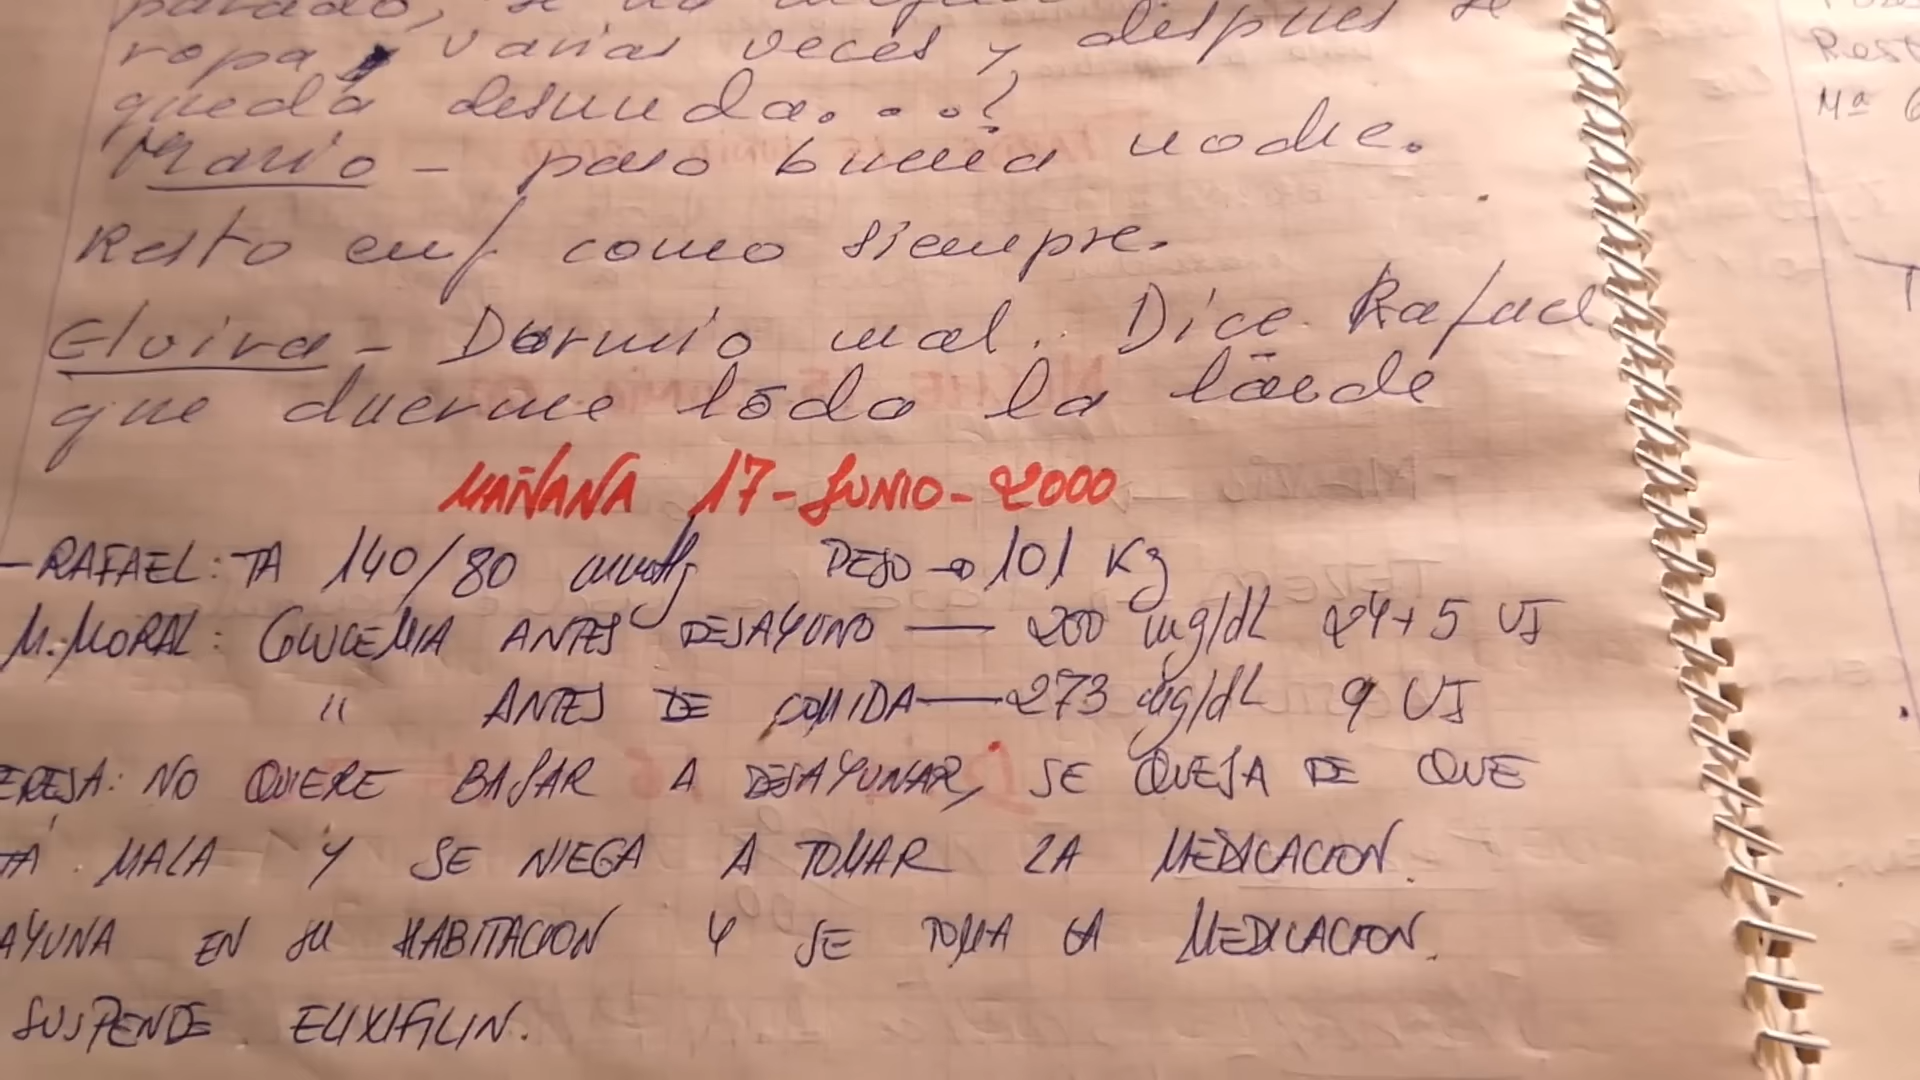 ropa, varias veces y después se
queda desnuda. . . .?
Mario - paso buena noche.
Resto enf. como siempre.
Elvira - Durmio mal. Dice Rafael
que duerme toda la tarde
MAÑANA 17-JUNIO-2000
- RAFAEL: TA 140/80 mmHg PESO → 101 Kg
M. MORAL: GLUCEMIA ANTES DESAYUNO — 200 mg/dL 24+5 UI
" ANTES DE COMIDA — 273 mg/dL 9 UI
ERESA: NO QUIERE BAJAR A DESAYUNAR, SE QUEJA DE QUE
TÁ MALA Y SE NIEGA A TOMAR LA MEDICACION.
AYUNA EN SU HABITACION Y SE TOMA LA MEDICACION.
SUSPENDE ELIXIFILIN.
Rest
Mª